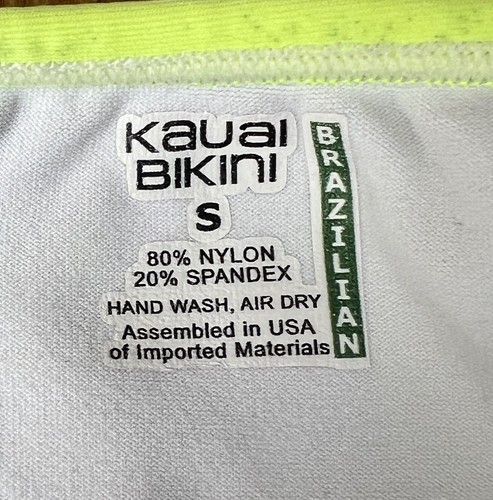 KAUAI
BIKINI
S
80% NYLON
20% SPANDEX
HAND WASH, AIR DRY
Assembled in USA
of Imported Materials
BRAZILIAN